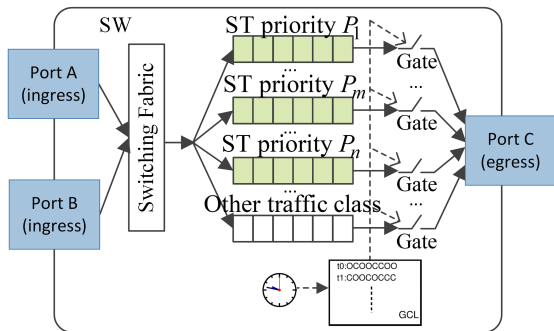 SW
ST priority P1
Port A
(ingress)
Switching Fabric
...
Gate
...
ST priority Pm
...
Gate
Port C
(egress)
ST priority Pn
Port B
(ingress)
...
Gate
...
Other traffic class
Gate
t0:OCOOCCOO
t1:COOCOCCC
GCL